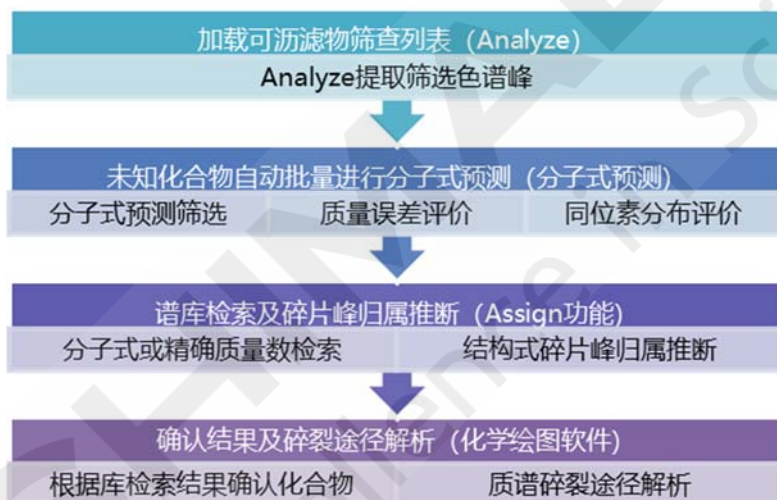 加载可沥滤物筛查列表（Analyze）
Analyze提取筛选色谱峰
未知化合物自动批量进行分子式预测（分子式预测）
分子式预测筛选 质量误差评价 同位素分布评价
谱库检索及碎片峰归属推断（Assign功能）
分子式或精确质量数检索 结构式碎片峰归属推断
确认结果及碎裂途径解析（化学绘图软件）
根据库检索结果确认化合物 质谱碎裂途径解析